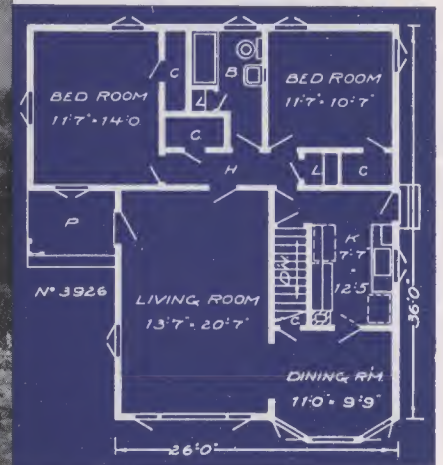 C
B
BED ROOM
11'7" - 14'0
L
BED ROOM
11'7" - 10'7"
C
H
L
C
P
Nº 3926
LIVING ROOM
13'7" - 20'7"
DN
K
7'7"
12'5
C
DINING RM.
11'0" - 9'9"
36'0"
26'0"